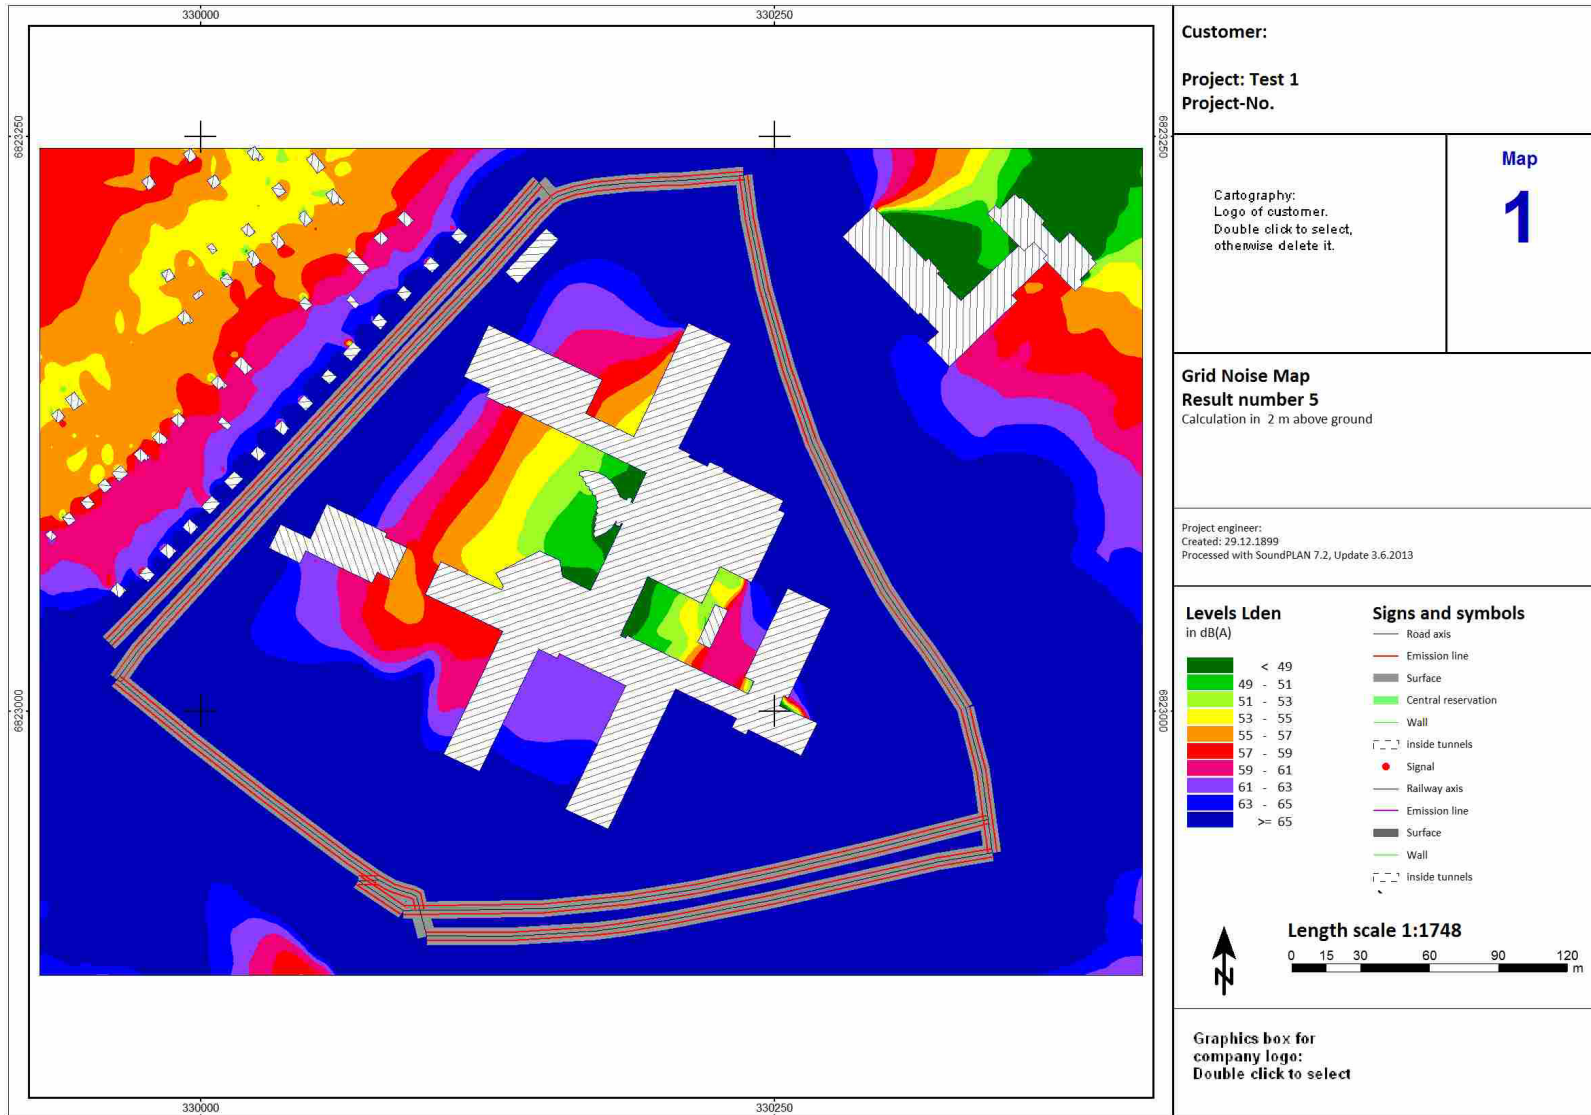 330000
330250
6823250
6823250
6823000
6823000
330000
330250
Customer:
Project: Test 1
Project-No.
Cartography:
Logo of customer.
Double click to select,
otherwise delete it.
Map
1
Grid Noise Map
Result number 5
Calculation in 2 m above ground
Project engineer:
Created: 29.12.1899
Processed with SoundPLAN 7.2, Update 3.6.2013
Levels Lden
in dB(A)
< 49
49 - 51
51 - 53
53 - 55
55 - 57
57 - 59
59 - 61
61 - 63
63 - 65
>= 65
Signs and symbols
Road axis
Emission line
Surface
Central reservation
Wall
inside tunnels
Signal
Railway axis
Emission line
Surface
Wall
inside tunnels
N
Length scale 1:1748
0 15 30 60 90 120
m
Graphics box for
company logo:
Double click to select